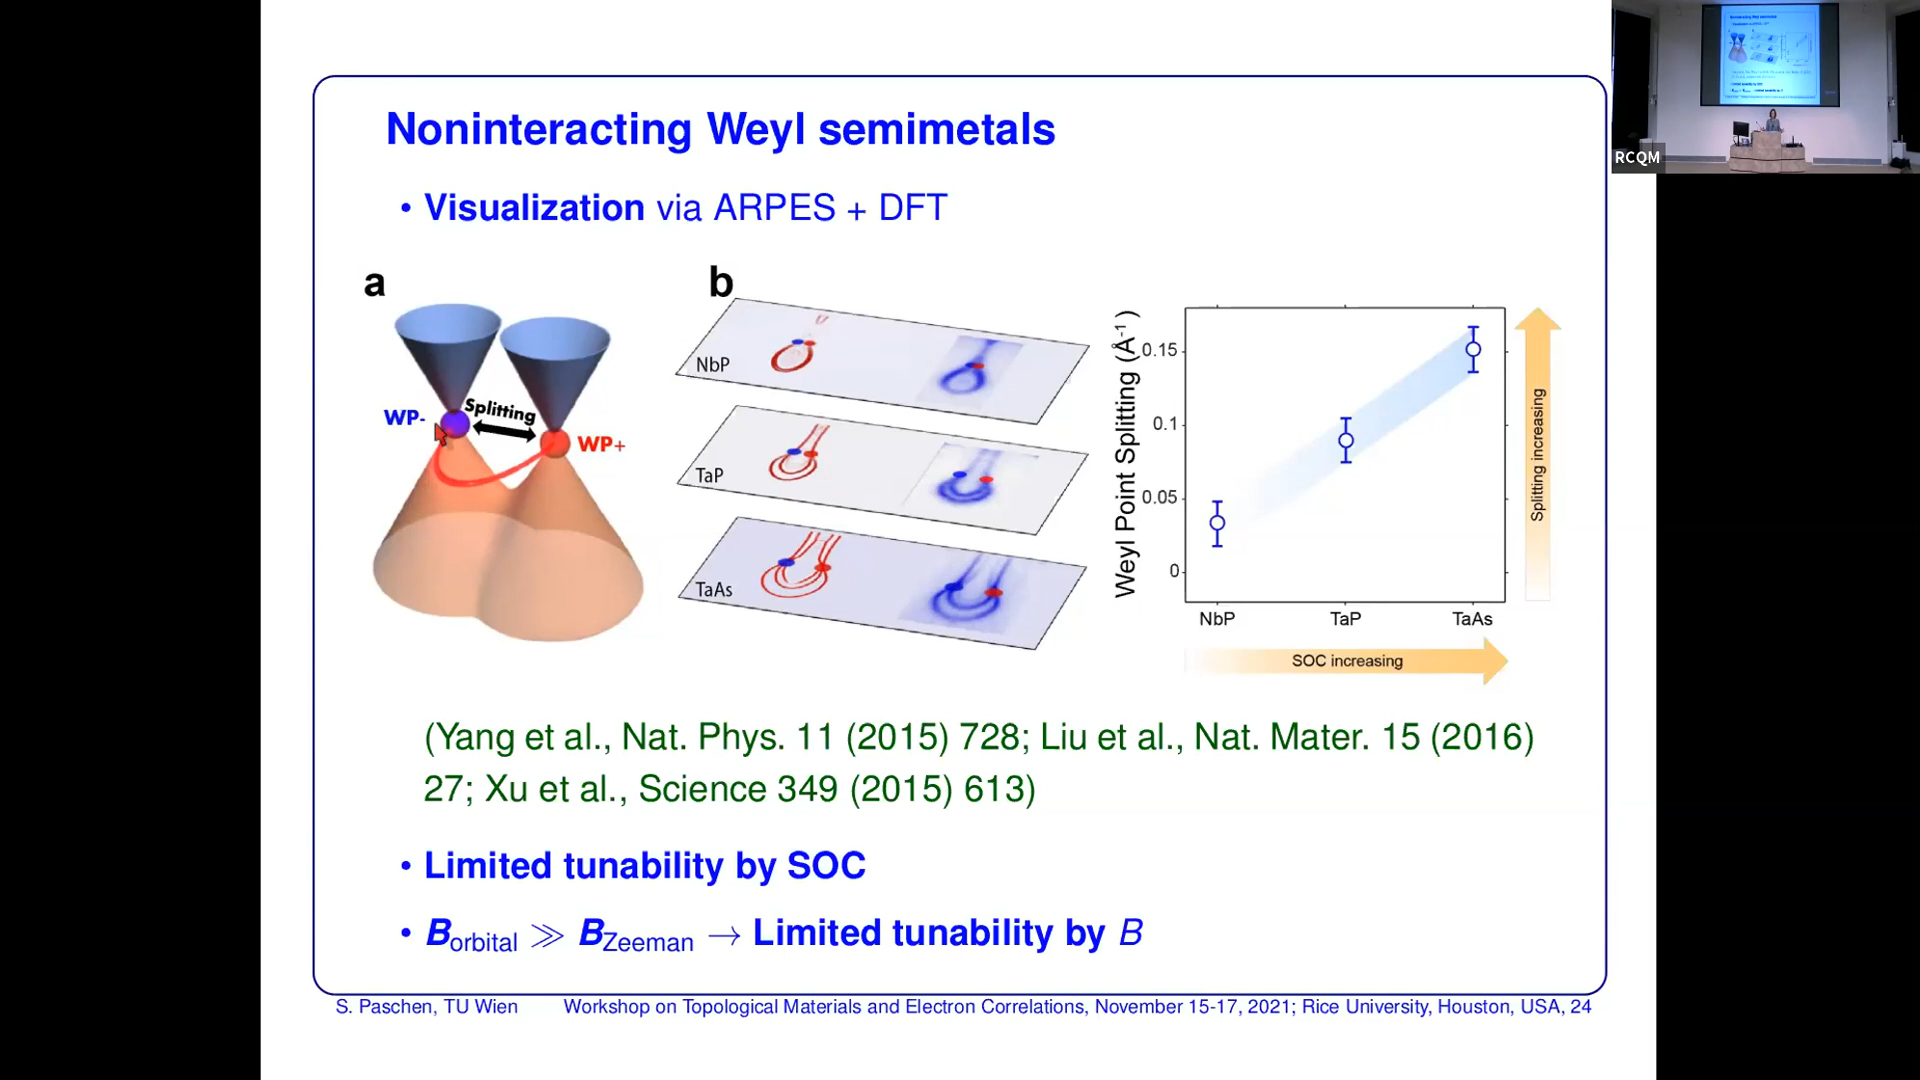 Noninteracting Weyl semimetals
• Visualization via ARPES + DFT
a
WP-
Splitting
WP+
b
NbP
TaP
TaAs
Weyl Point Splitting (Å⁻¹)
0.15
0.1
0.05
0
NbP TaP TaAs
SOC increasing
Splitting increasing
(Yang et al., Nat. Phys. 11 (2015) 728; Liu et al., Nat. Mater. 15 (2016)
27; Xu et al., Science 349 (2015) 613)
• Limited tunability by SOC
• Borbital ≫ BZeeman → Limited tunability by B
S. Paschen, TU Wien Workshop on Topological Materials and Electron Correlations, November 15-17, 2021; Rice University, Houston, USA, 24
RCQM